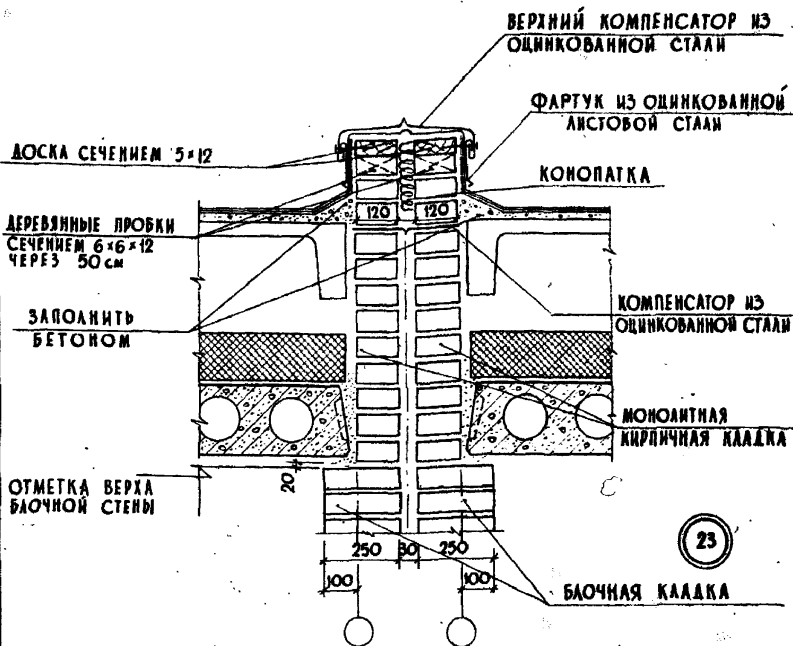 ВЕРХНИЙ КОМПЕНСАТОР ИЗ
ОЦИНКОВАННОЙ СТАЛИ
ФАРТУК ИЗ ОЦИНКОВАННОЙ
ЛИСТОВОЙ СТАЛИ
ДОСКА СЕЧЕНИЕМ 5×12
КОНОПАТКА
ДЕРЕВЯННЫЕ ПРОБКИ
СЕЧЕНИЕМ 6×6×12
ЧЕРЕЗ 50 см
120 120
ЗАПОЛНИТЬ
БЕТОНОМ
КОМПЕНСАТОР ИЗ
ОЦИНКОВАННОЙ СТАЛИ
МОНОЛИТНАЯ
КИРПИЧНАЯ КЛАДКА
ОТМЕТКА ВЕРХА
БЛОЧНОЙ СТЕНЫ
20
23
250 30 250
100 100
БЛОЧНАЯ КЛАДКА